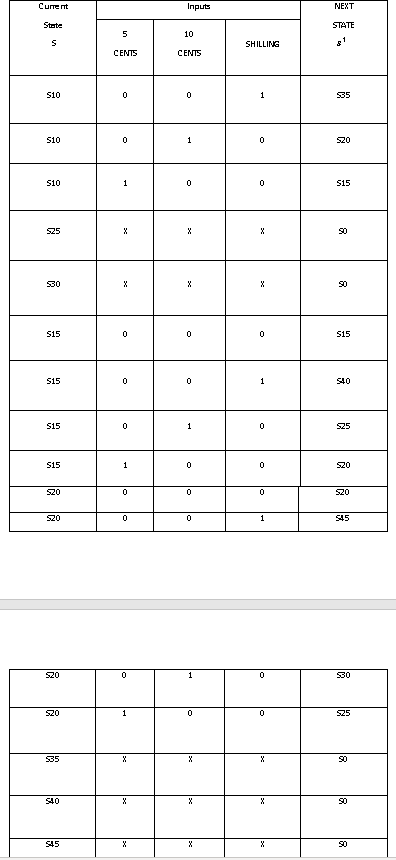 Current State S Inputs NEXT STATE s¹
5 CENTS 10 CENTS SHILLING
S10 0 0 1 S35
S10 0 1 0 S20
S10 1 0 0 S15
S25 X X X S0
S30 X X X S0
S15 0 0 0 S15
S15 0 0 1 S40
S15 0 1 0 S25
S15 1 0 0 S20
S20 0 0 0 S20
S20 0 0 1 S45
S20 0 1 0 S30
S20 1 0 0 S25
S35 X X X S0
S40 X X X S0
S45 X X X S0